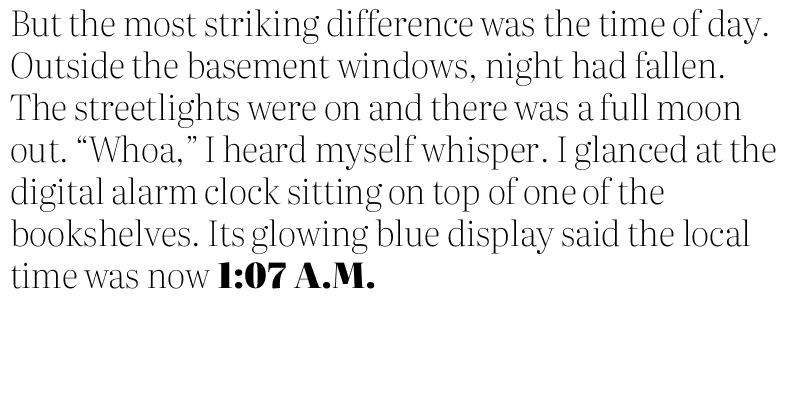 But the most striking difference was the time of day.
Outside the basement windows, night had fallen.
The streetlights were on and there was a full moon
out. “Whoa,” I heard myself whisper. I glanced at the
digital alarm clock sitting on top of one of the
bookshelves. Its glowing blue display said the local
time was now 1:07 A.M.